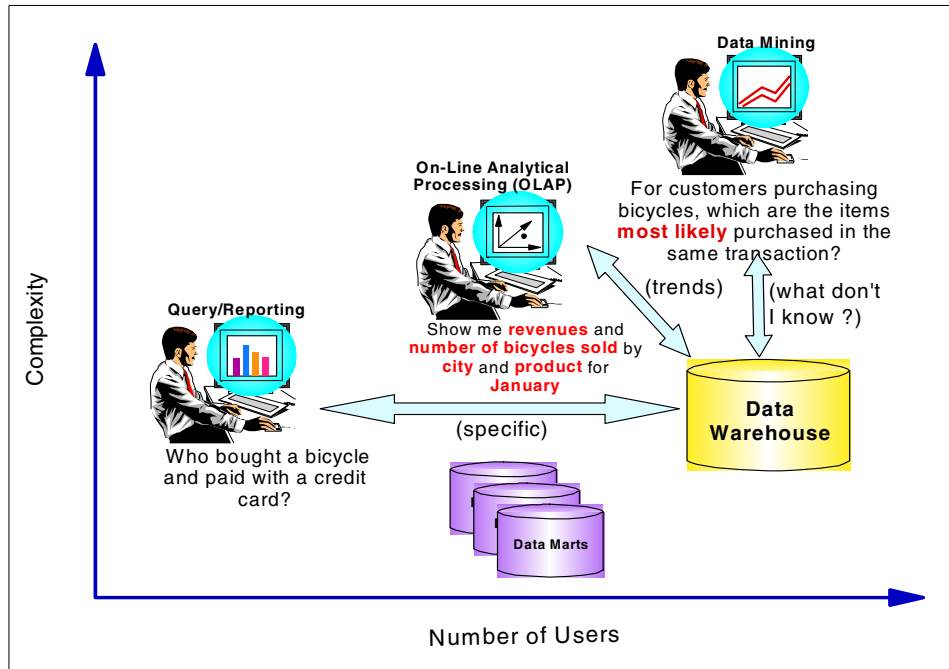 Data Mining
For customers purchasing
bicycles, which are the items
most likely purchased in the
same transaction?
On-Line Analytical
Processing (OLAP)
(trends)
(what don't
I know ?)
Query/Reporting
Show me revenues and
number of bicycles sold by
city and product for
January
Complexity
Data
Warehouse
(specific)
Who bought a bicycle
and paid with a credit
card?
Data Marts
Number of Users